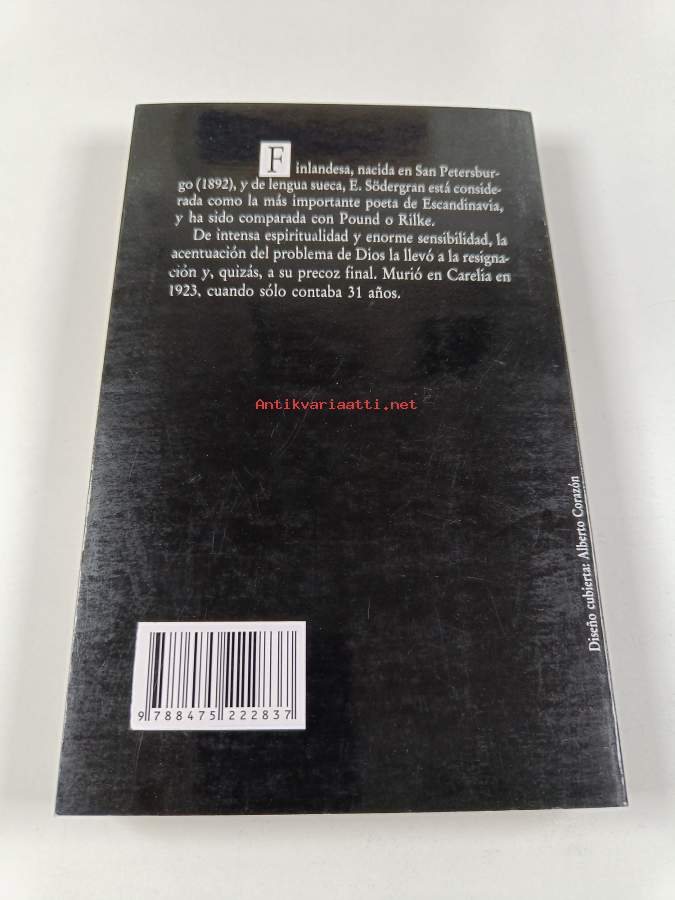 Finlandesa, nacida en San Petersbur-
go (1892), y de lengua sueca, E. Södergran está conside-
rada como la más importante poeta de Escandinavia,
y ha sido comparada con Pound o Rilke.
De intensa espiritualidad y enorme sensibilidad, la
acentuación del problema de Dios la llevó a la resigna-
ción y, quizás, a su precoz final. Murió en Carelia en
1923, cuando sólo contaba 31 años.
Antikvariaatti.net
Diseño cubierta: Alberto Corazón
9 788475 222837